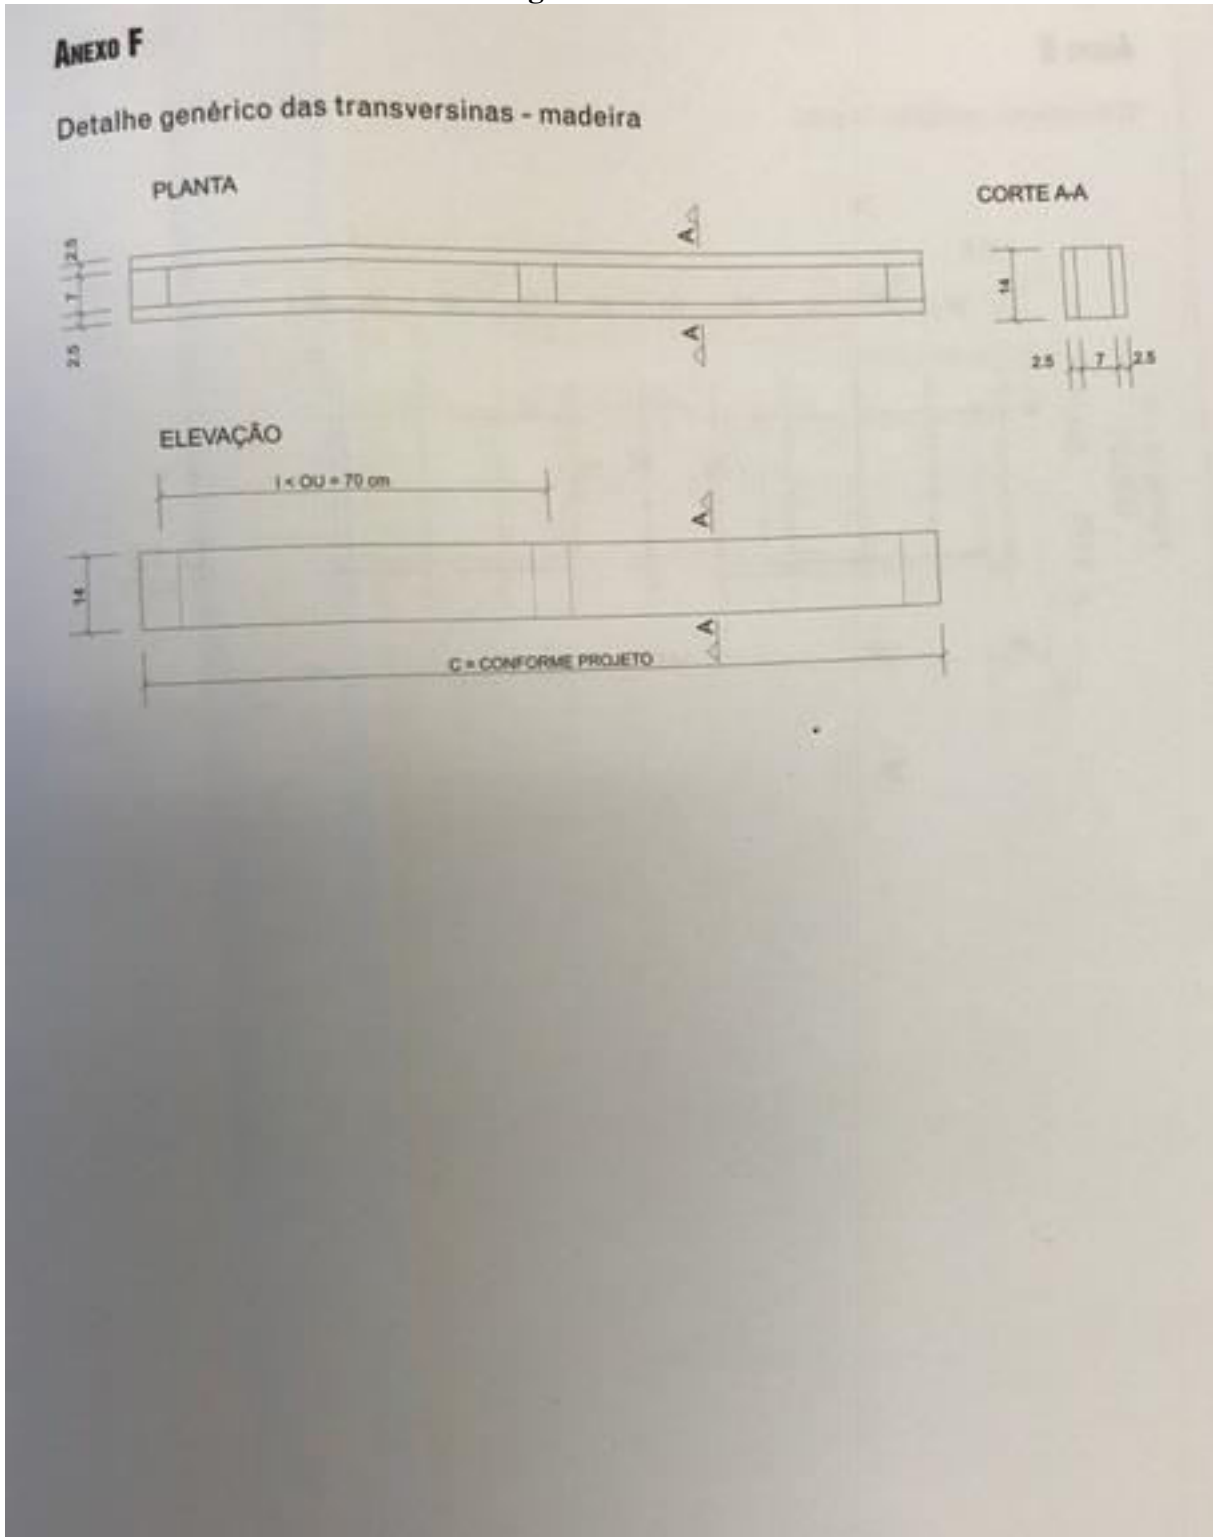 ANEXO F
Detalhe genérico das transversinas - madeira
PLANTA
CORTE A-A
A
2.5
7
2.5
A
14
2.5 7 2.5
ELEVAÇÃO
I < OU = 70 cm
A
14
A
C = CONFORME PROJETO